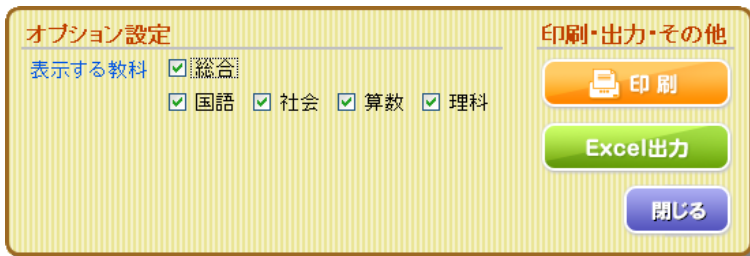 オプション設定
表示する教科 総合
国語 社会 算数 理科
印刷・出力・その他
印刷
Excel出力
閉じる